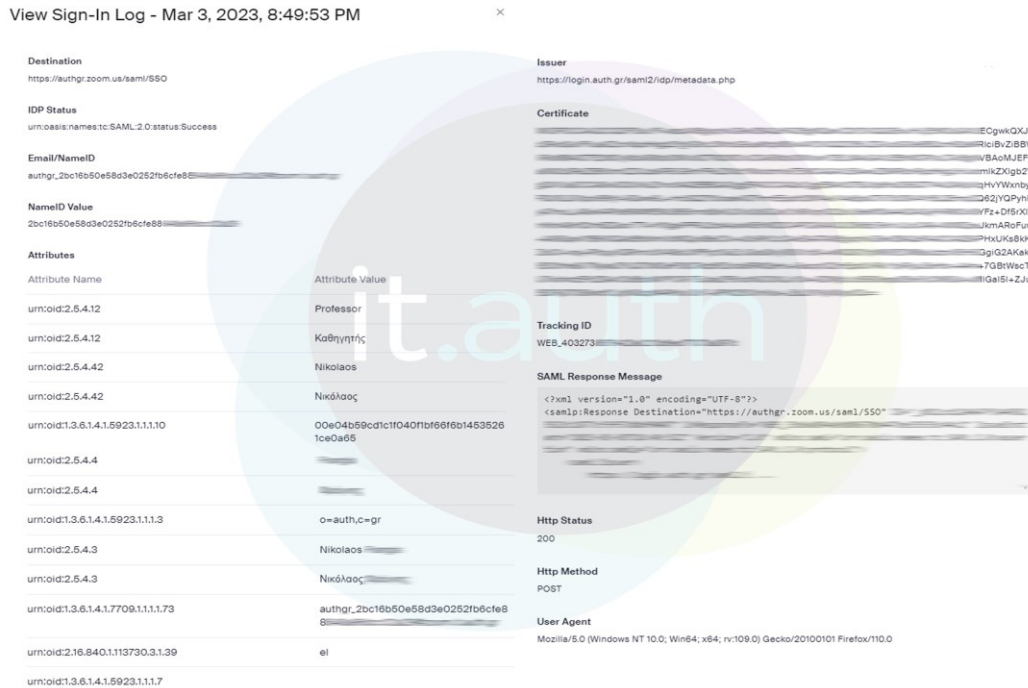 View Sign-In Log - Mar 3, 2023, 8:49:53 PM
×
Destination
https://authgr.zoom.us/saml/SSO
IDP Status
urn:oasis:names:tc:SAML:2.0:status:Success
Email/NameID
authgr_2bc16b50e58d3e0252fb6cfe88
NameID Value
2bc16b50e58d3e0252fb6cfe88
Attributes
Attribute Name Attribute Value
urn:oid:2.5.4.12 Professor
urn:oid:2.5.4.12 Καθηγητής
urn:oid:2.5.4.42 Nikolaos
urn:oid:2.5.4.42 Νικόλαος
urn:oid:1.3.6.1.4.1.5923.1.1.1.10 00e04b59cd1c1f040f1bf66f6b1453526
1ce0a65
urn:oid:2.5.4.4
urn:oid:2.5.4.4
urn:oid:1.3.6.1.4.1.5923.1.1.1.3 o=auth,c=gr
urn:oid:2.5.4.3 Nikolaos
urn:oid:2.5.4.3 Νικόλαος
urn:oid:1.3.6.1.4.1.7709.1.1.1.1.73 authgr_2bc16b50e58d3e0252fb6cfe8
8
urn:oid:2.16.840.1.113730.3.1.39 el
urn:oid:1.3.6.1.4.1.5923.1.1.1.7
it.auth
Issuer
https://login.auth.gr/saml2/idp/metadata.php
Certificate
ECgwkQXJ
RlciBvZiBB
VBAoMJEF
mlkZXIgb2
qHvYWxnb
Q62jYQPyh
YFz+Df5rXl
JkmARoFu
PHxUKs8k
GgiG2AKak
+7GBtWscT
IGal5I+ZJ
Tracking ID
WEB_403273
SAML Response Message
<?xml version="1.0" encoding="UTF-8"?>
<samlp:Response Destination="https://authgr.zoom.us/saml/SSO"
Http Status
200
Http Method
POST
User Agent
Mozilla/5.0 (Windows NT 10.0; Win64; x64; rv:109.0) Gecko/20100101 Firefox/110.0